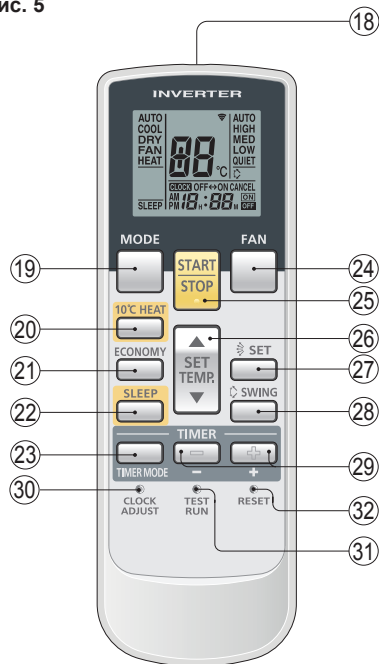 ис. 5
18
INVERTER
AUTO AUTO
COOL HIGH
DRY MED
FAN LOW
HEAT QUIET
88 °C
CLOCK OFF↔ON CANCEL
AM ON
SLEEP PM 18 H : 88 M OFF
MODE FAN
19 START 24
STOP 25
20 10°C HEAT 26
21 ECONOMY SET 27
SET
TEMP.
22 SLEEP SWING 28
TIMER
23 29
TIMER MODE - +
30 CLOCK ADJUST TEST RUN RESET 32
31